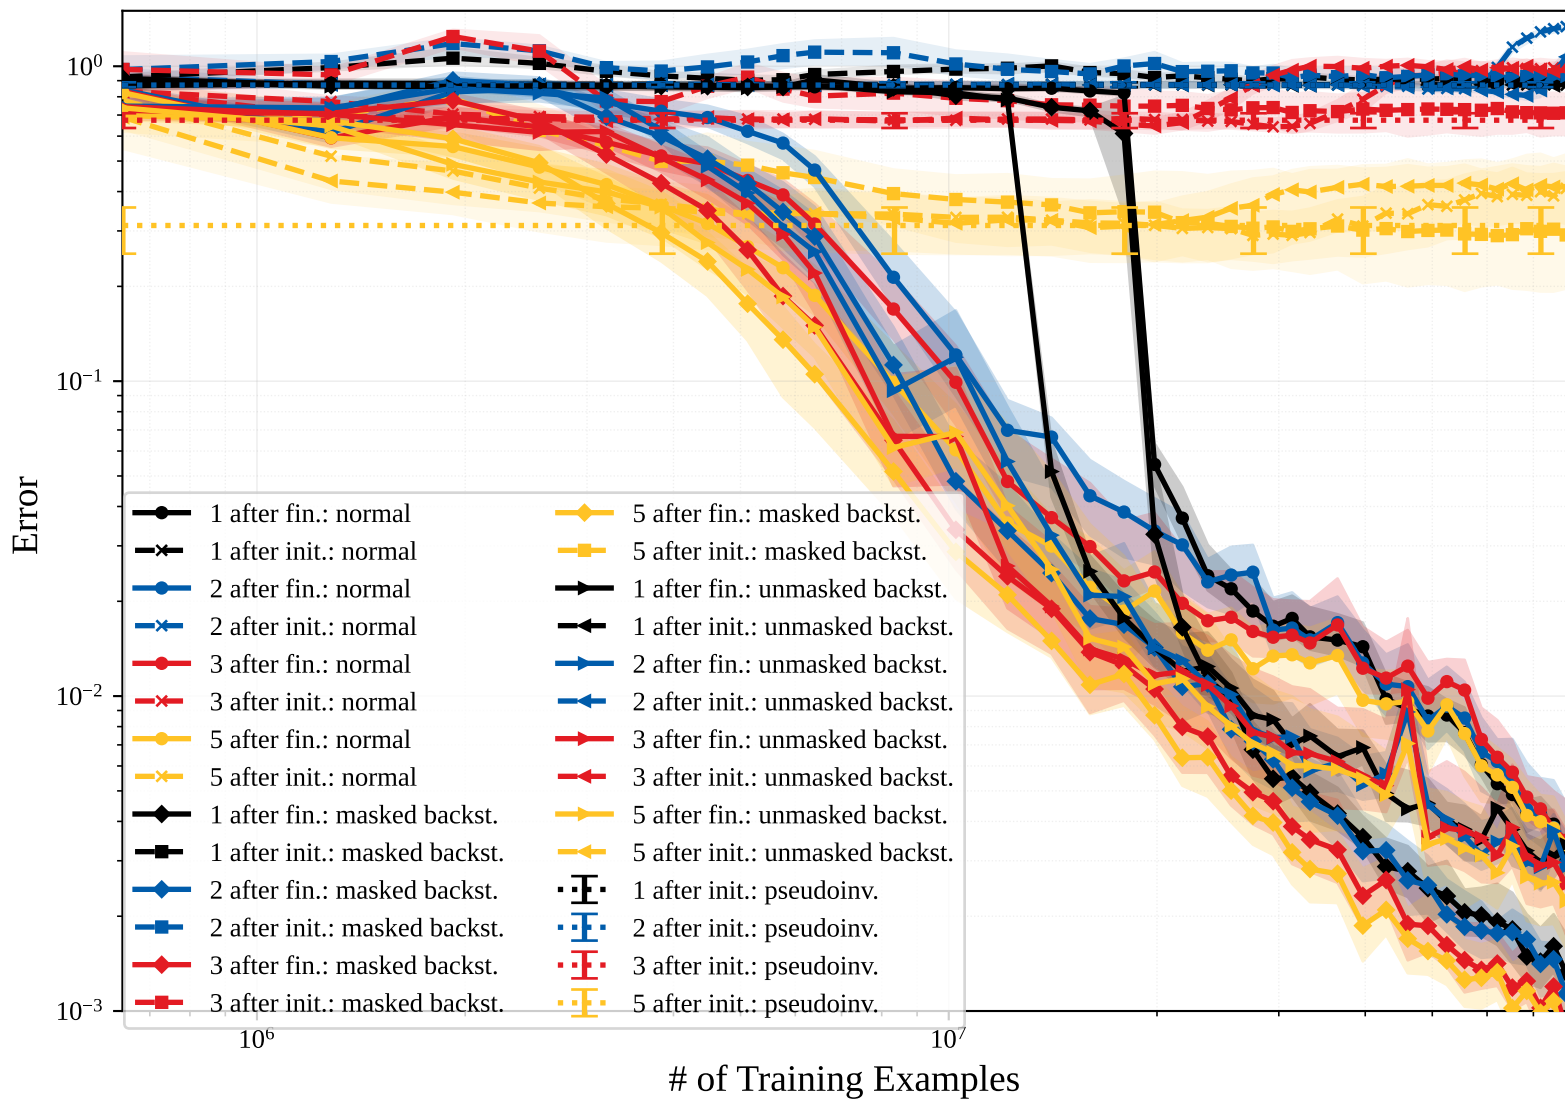 10⁰
10⁻¹
10⁻²
10⁻³
Error
1 after fin.: normal
1 after init.: normal
2 after fin.: normal
2 after init.: normal
3 after fin.: normal
3 after init.: normal
5 after fin.: normal
5 after init.: normal
1 after fin.: masked backst.
1 after init.: masked backst.
2 after fin.: masked backst.
2 after init.: masked backst.
3 after fin.: masked backst.
3 after init.: masked backst.
5 after fin.: masked backst.
5 after init.: masked backst.
1 after fin.: unmasked backst.
1 after init.: unmasked backst.
2 after fin.: unmasked backst.
2 after init.: unmasked backst.
3 after fin.: unmasked backst.
3 after init.: unmasked backst.
5 after fin.: unmasked backst.
5 after init.: unmasked backst.
1 after init.: pseudoinv.
2 after init.: pseudoinv.
3 after init.: pseudoinv.
5 after init.: pseudoinv.
10⁶
10⁷
# of Training Examples